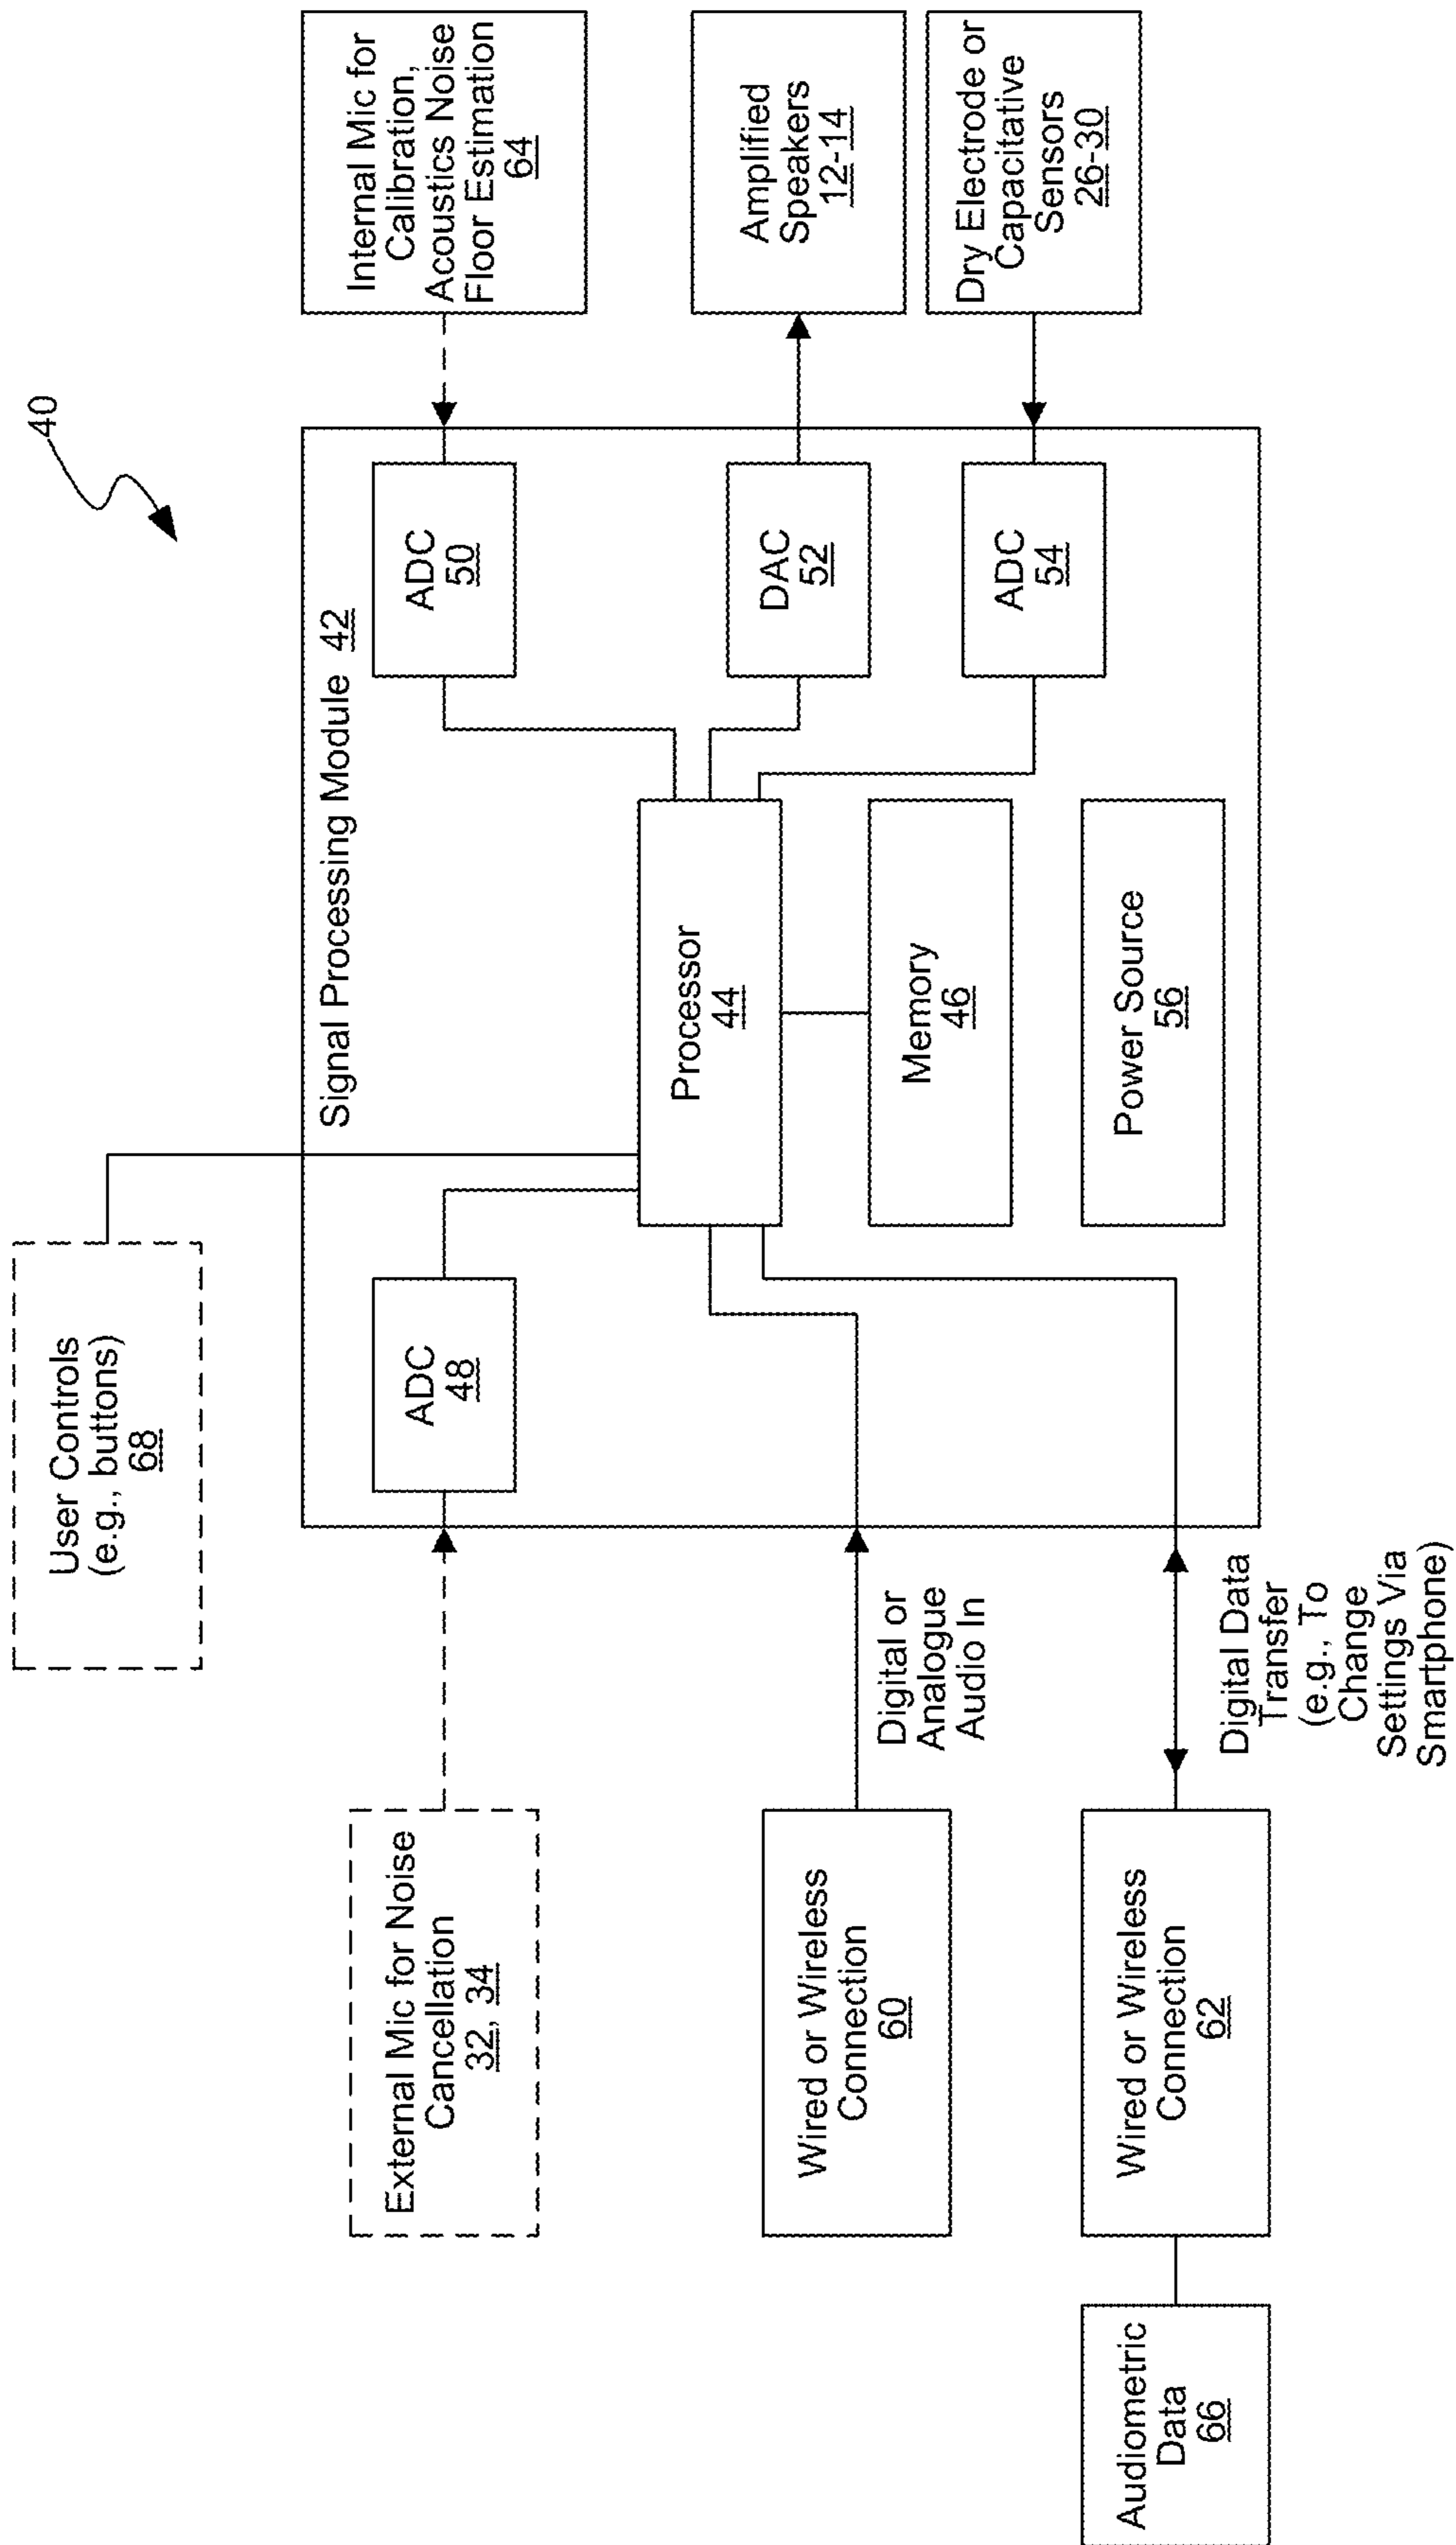 40
User Controls
(e.g., buttons)
68
Signal Processing Module 42
External Mic for Noise
Cancellation
32, 34
ADC
48
ADC
50
Internal Mic for
Calibration,
Acoustics Noise
Floor Estimation
64
Processor
44
DAC
52
Amplified
Speakers
12-14
Wired or Wireless
Connection
60
Digital or
Analogue
Audio In
Memory
46
ADC
54
Dry Electrode or
Capacitative
Sensors
26-30
Audiometric
Data
66
Wired or Wireless
Connection
62
Digital Data
Transfer
(e.g., To
Change
Settings Via
Smartphone)
Power Source
56